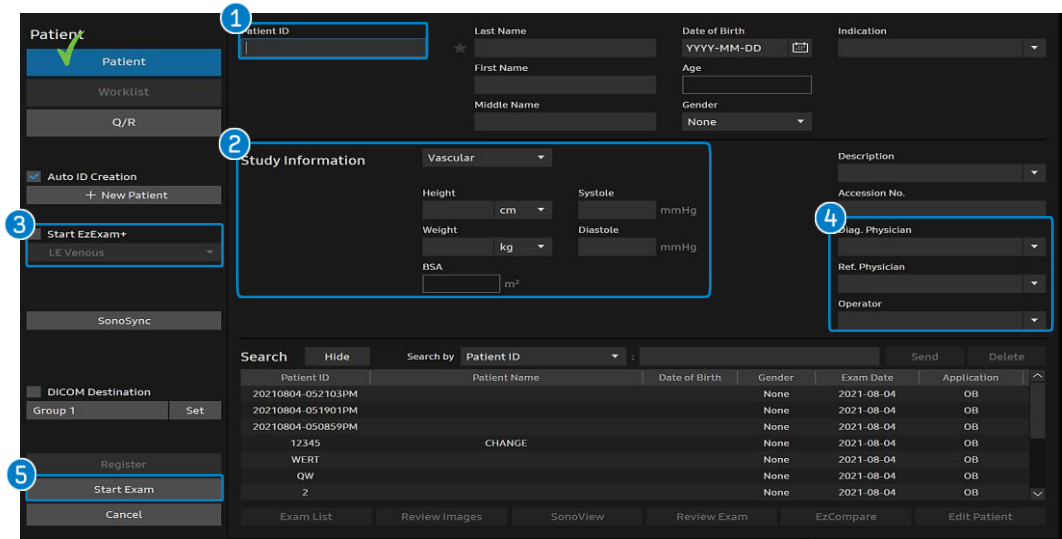 1
Patient
Patient
Worklist
Q/R
Auto ID Creation
+ New Patient
3
Start EzExam+
LE Venous
SonoSync
DICOM Destination
Group 1 Set
Register
5
Start Exam
Cancel
Patient ID
Last Name
First Name
Middle Name
Date of Birth
YYYY-MM-DD
Age
Gender
None
Indication
2
Study Information Vascular
Height Systole
cm mmHg
Weight Diastole
kg mmHg
BSA
m²
Description
Accession No.
4
Diag. Physician
Ref. Physician
Operator
Search Hide Search by Patient ID : Send Delete
Patient ID Patient Name Date of Birth Gender Exam Date Application
20210804-052103PM None 2021-08-04 OB
20210804-051901PM None 2021-08-04 OB
20210804-050859PM None 2021-08-04 OB
12345 CHANGE None 2021-08-04 OB
WERT None 2021-08-04 OB
QW None 2021-08-04 OB
2 None 2021-08-04 OB
Exam List Review Images SonoView Review Exam EzCompare Edit Patient